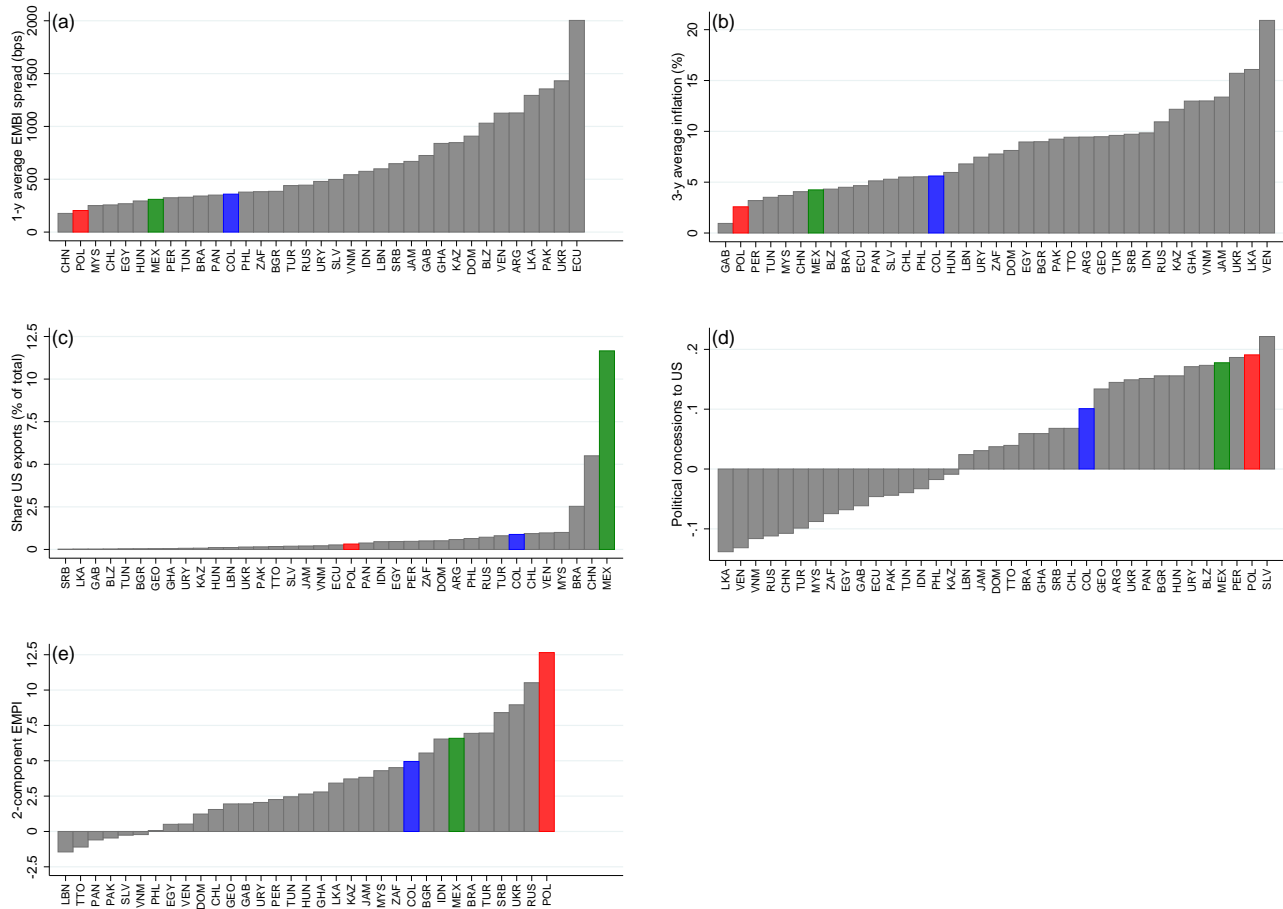 (a)
1-y average EMBI spread (bps)
0 500 1000 1500 2000
CHN POL MYS CHL EGY HUN MEX PER TUN BRA PAN COL PHL ZAF BGR TUR RUS URY SLV VNM IDN LBN SRB JAM GAB GHA KAZ DOM BLZ VEN ARG LKA PAK UKR ECU
(b)
3-y average inflation (%)
0 5 10 15 20
GAB POL PER TUN MYS CHN MEX BLZ BRA ECU PAN SLV CHL PHL COL HUN LBN URY ZAF DOM EGY BGR PAK TTO ARG GEO TUR SRB IDN RUS KAZ GHA VNM JAM UKR LKA VEN
(c)
Share US exports (% of total)
0 2.5 5 7.5 10 12.5
SRB LKA GAB BLZ TUN BGR GEO GHA URY KAZ HUN LBN UKR PAK TTO SLV JAM VNM ECU POL PAN IDN EGY PER ZAF DOM ARG PHL RUS TUR COL CHL VEN MYS BRA CHN MEX
(d)
Political concessions to US
-.1 0 .1 .2
LKA VEN VNM RUS CHN TUR MYS ZAF EGY GAB ECU PAK TUN IDN PHL KAZ LBN JAM DOM TTO BRA GHA SRB CHL COL GEO ARG UKR PAN BGR HUN URY BLZ MEX PER POL SLV
(e)
2-component EMPI
-2.5 0 2.5 5 7.5 10 12.5
LBN TTO PAN PAK SLV VNM PHL EGY VEN DOM CHL GEO GAB URY PER TUN HUN GHA LKA KAZ JAM MYS ZAF COL BGR IDN MEX BRA TUR SRB UKR RUS POL